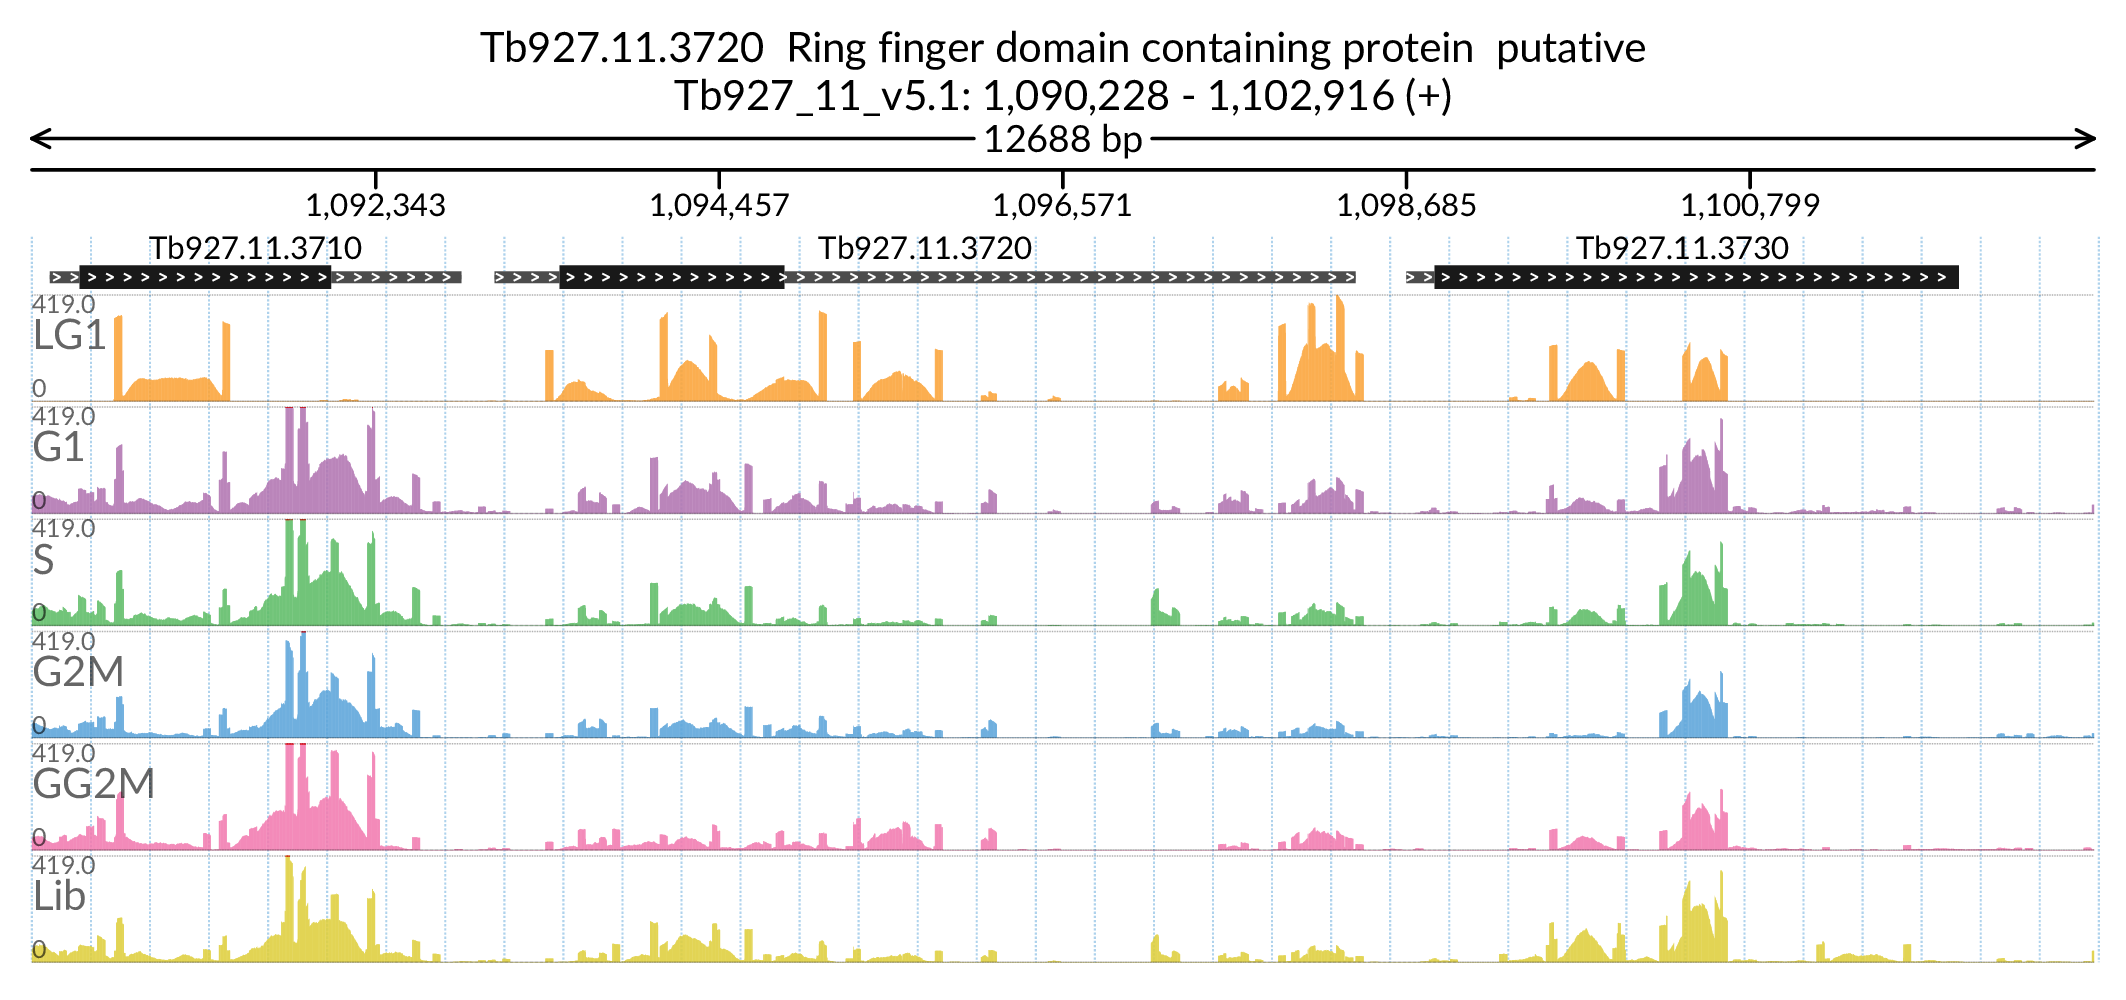 Tb927.11.3720  Ring finger domain containing protein  putative
Tb927_11_v5.1: 1,090,228 - 1,102,916 (+)
12688 bp
1,092,343 1,094,457 1,096,571 1,098,685 1,100,799
Tb927.11.3710 Tb927.11.3720 Tb927.11.3730
419.0
LG1
0
419.0
G1
0
419.0
S
0
419.0
G2M
0
419.0
GG2M
0
419.0
Lib
0